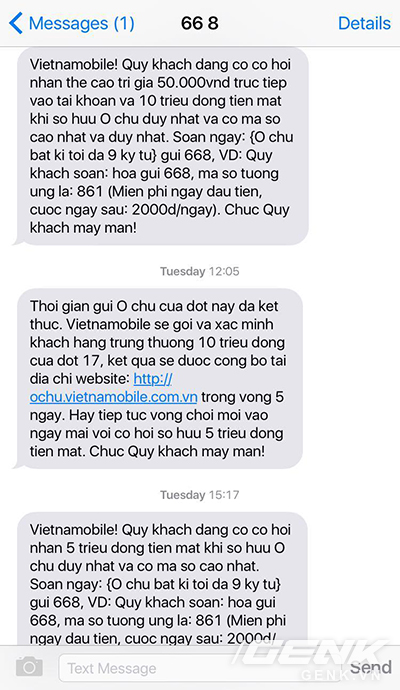 Messages (1)
66 8
Details
Vietnamobile! Quy khach dang co co hoi
nhan the cao tri gia 50.000vnd truc tiep
vao tai khoan va 10 trieu dong tien mat
khi so huu O chu duy nhat va co ma so
cao nhat va duy nhat. Soan ngay: {O chu
bat ki toi da 9 ky tu} gui 668, VD: Quy
khach soan: hoa gui 668, ma so tuong
ung la: 861 (Mien phi ngay dau tien,
cuoc ngay sau: 2000d/ngay). Chuc Quy
khach may man!
Tuesday 12:05
Thoi gian gui O chu cua dot nay da ket
thuc. Vietnamobile se goi va xac minh
khach hang trung thuong 10 trieu dong
cua dot 17, ket qua se duoc cong bo tai
dia chi website: http://
ochu.vietnamobile.com.vn trong vong 5
ngay. Hay tiep tuc vong choi moi vao
ngay mai voi co hoi so huu 5 trieu dong
tien mat. Chuc Quy khach may man!
Tuesday 15:17
Vietnamobile! Quy khach dang co co hoi
nhan 5 trieu dong tien mat khi so huu O
chu duy nhat va co ma so cao nhat.
Soan ngay: {O chu bat ki toi da 9 ky tu}
gui 668, VD: Quy khach soan: hoa gui
668, ma so tuong ung la: 861 (Mien phi
ngay dau tien, cuoc ngay sau: 2000d/
Text Message
Send
GENK
GENK.VN